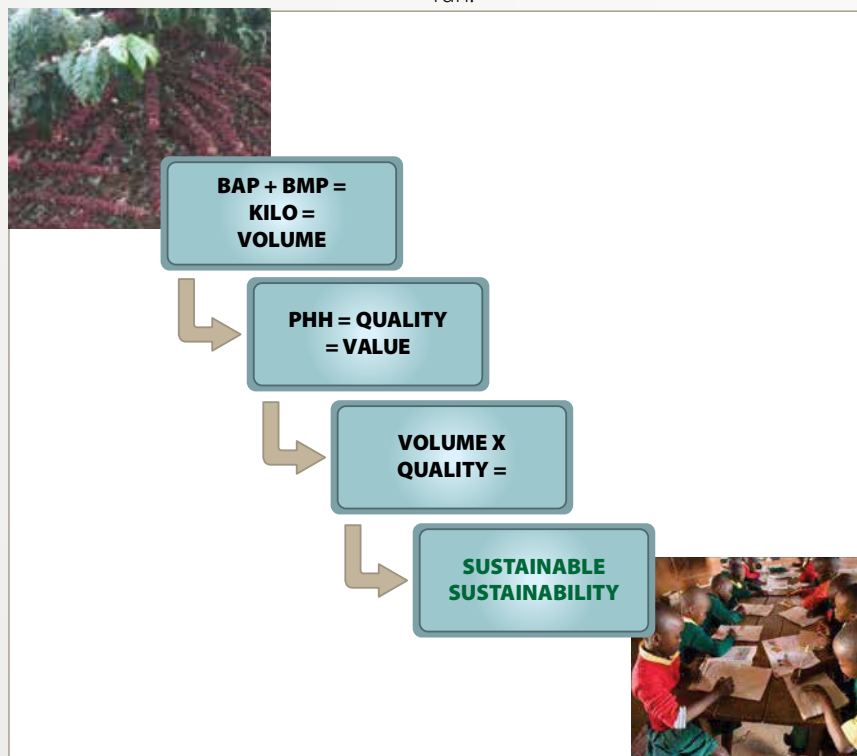 BAP + BMP =
KILO =
VOLUME
PHH = QUALITY
= VALUE
VOLUME X
QUALITY =
SUSTAINABLE
SUSTAINABILITY